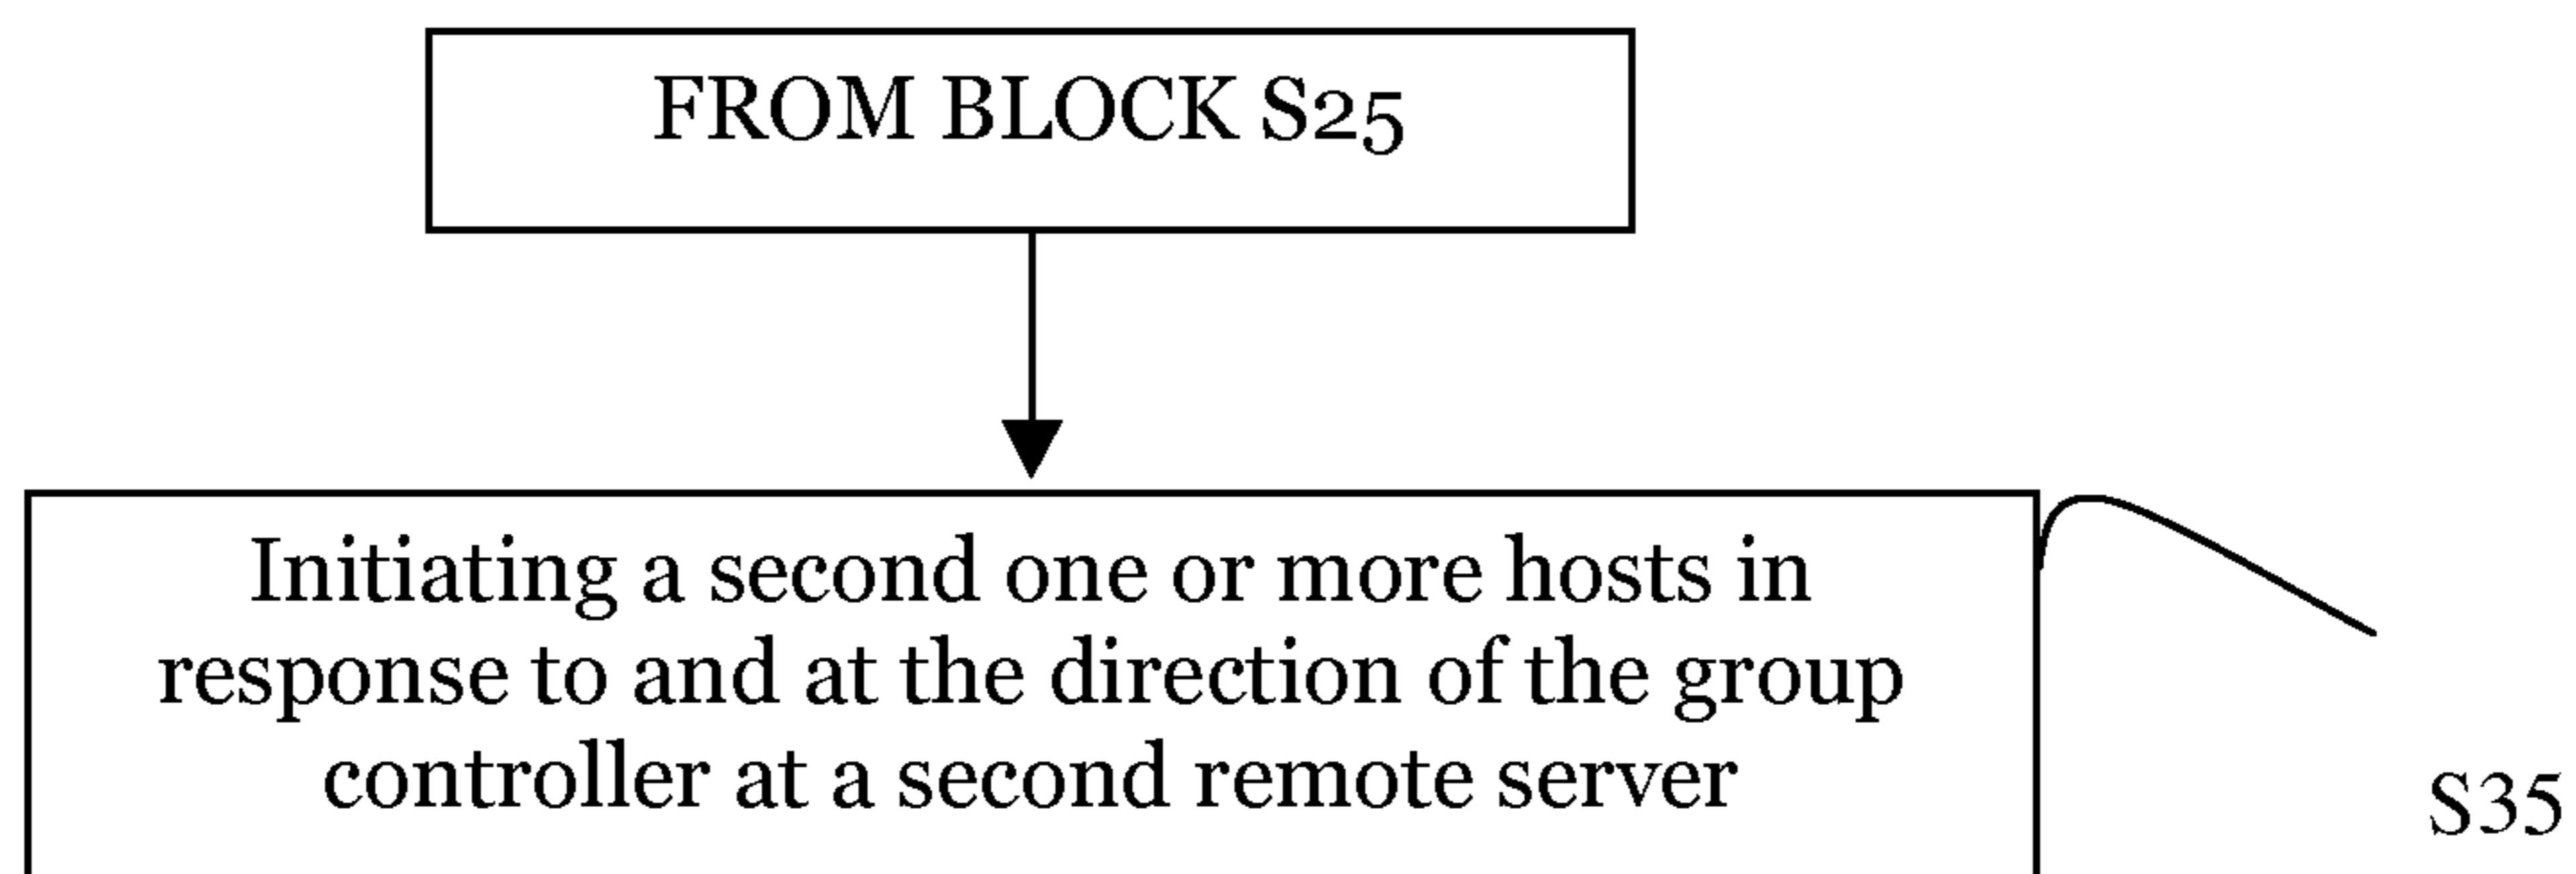 FROM BLOCK S25
Initiating a second one or more hosts in
response to and at the direction of the group
controller at a second remote server
S35